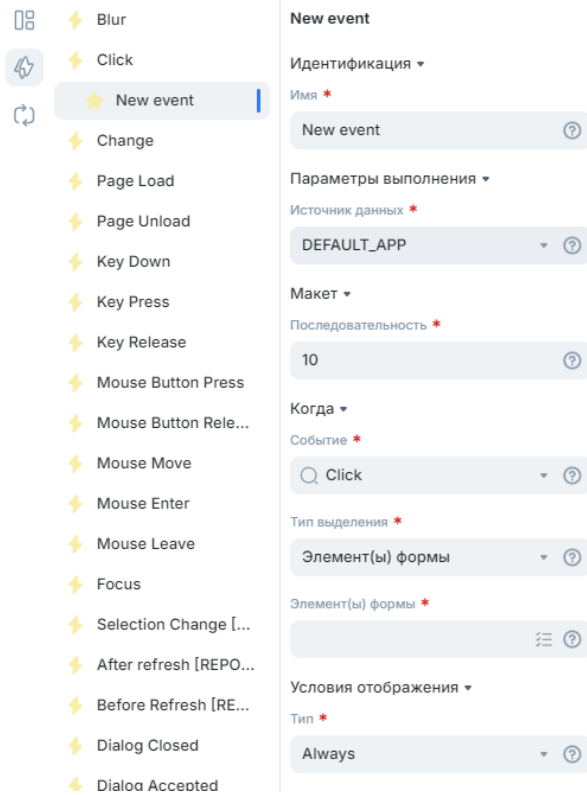 Blur
Click
New event
Change
Page Load
Page Unload
Key Down
Key Press
Key Release
Mouse Button Press
Mouse Button Rele...
Mouse Move
Mouse Enter
Mouse Leave
Focus
Selection Change [...
After refresh [REPO...
Before Refresh [RE...
Dialog Closed
Dialog Accepted
New event
Идентификация
Имя *
New event
Параметры выполнения
Источник данных *
DEFAULT_APP
Макет
Последовательность *
10
Когда
Событие *
Click
Тип выделения *
Элемент(ы) формы
Элемент(ы) формы *
Условия отображения
Тип *
Always